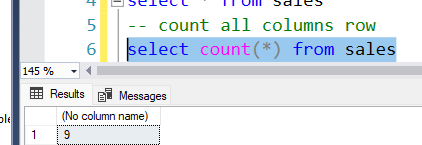 4 select * from sales
5 -- count all columns row
6 select count(*) from sales
145 %
Results Messages
(No column name)
1 9